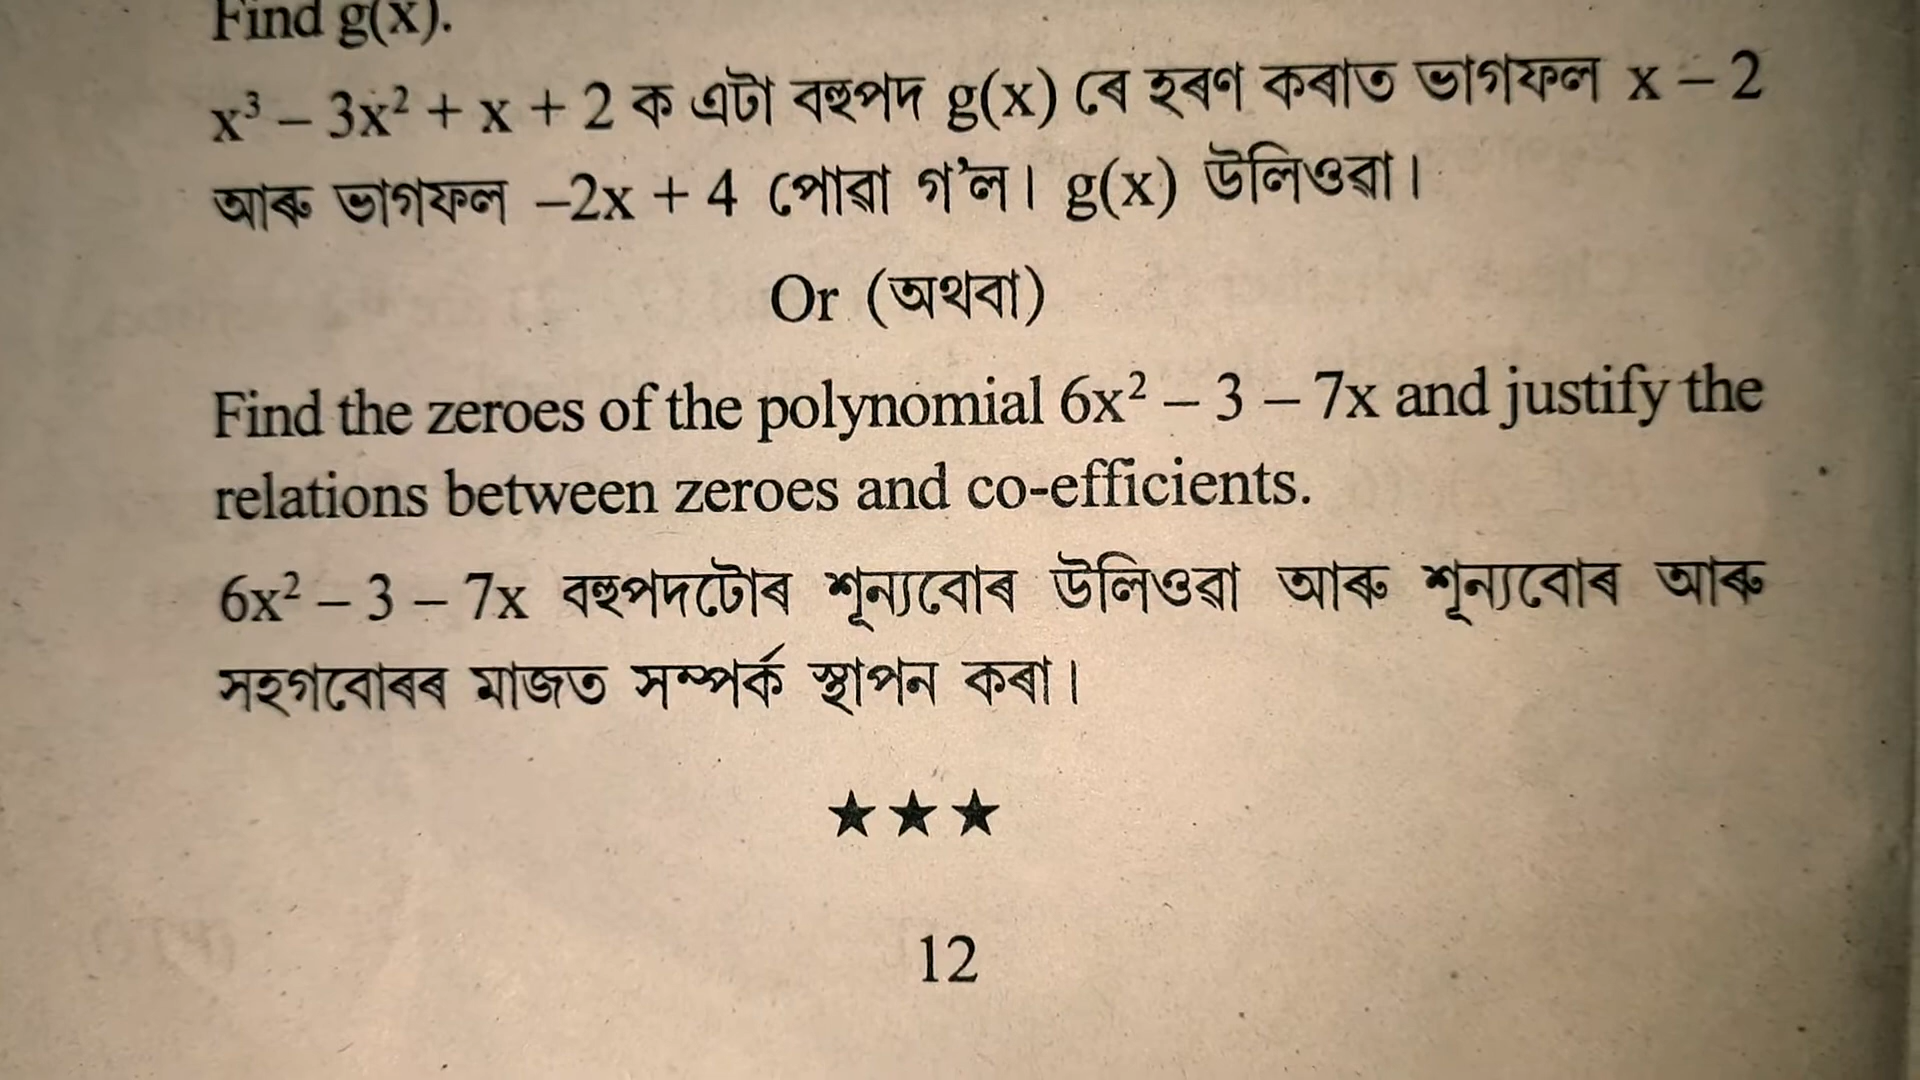 Find g(x).
x³ – 3x² + x + 2 ক এটা বহুপদ g(x) ৰে হৰণ কৰাত ভাগফল x – 2
আৰু ভাগফল –2x + 4 পোৱা গ’ল। g(x) উলিওৱা।
Or (অথবা)
Find the zeroes of the polynomial 6x² – 3 – 7x and justify the
relations between zeroes and co-efficients.
6x² – 3 – 7x বহুপদটোৰ শূন্যবোৰ উলিওৱা আৰু শূন্যবোৰ আৰু
সহগবোৰৰ মাজত সম্পৰ্ক স্থাপন কৰা।
★★★
12